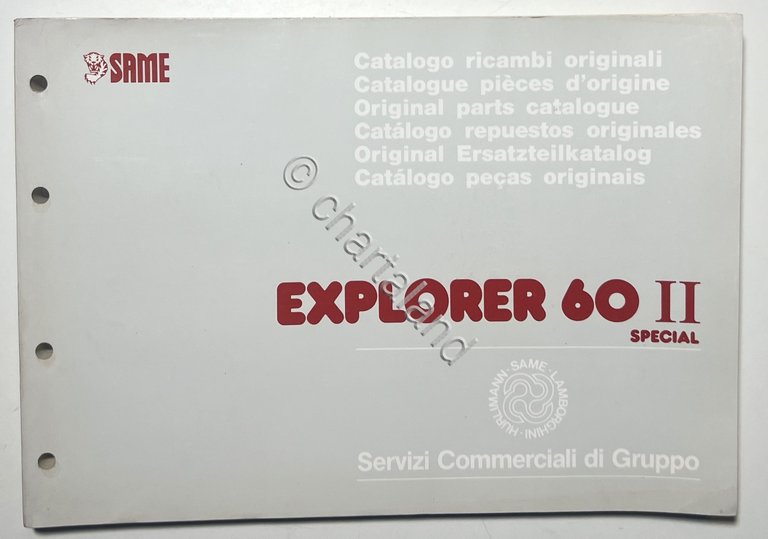 SAME
Catalogo ricambi originali
Catalogue pièces d'origine
Original parts catalogue
Catálogo repuestos originales
Original Ersatzteilkatalog
Catálogo peças originais
© chartaland
EXPLORER 60 II
SPECIAL
HURLIMANN · SAME · LAMBORGHINI ·
Servizi Commerciali di Gruppo